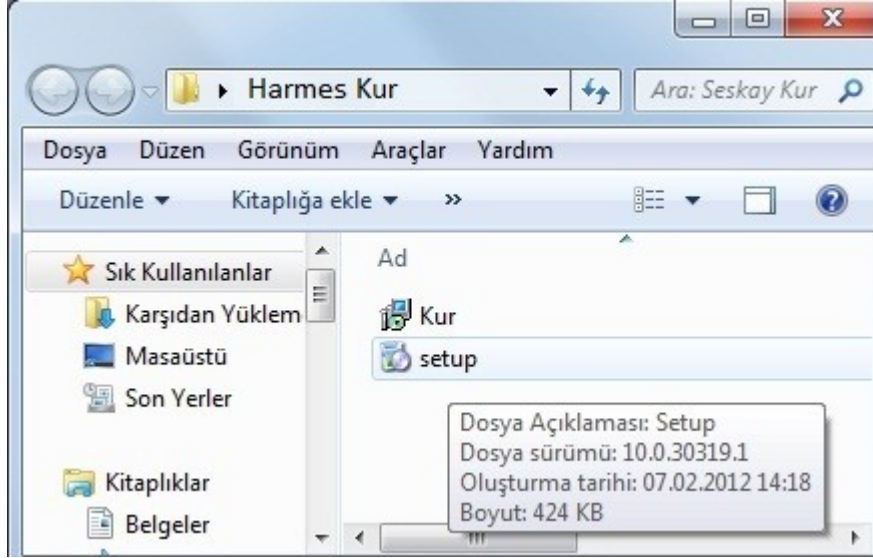 Harmes Kur
Ara: Seskay Kur
Dosya Düzen Görünüm Araçlar Yardım
Düzenle Kitaplığa ekle »
Sık Kullanılanlar
Karşıdan Yüklem
Masaüstü
Son Yerler
Kitaplıklar
Belgeler
Ad
Kur
setup
Dosya Açıklaması: Setup
Dosya sürümü: 10.0.30319.1
Oluşturma tarihi: 07.02.2012 14:18
Boyut: 424 KB